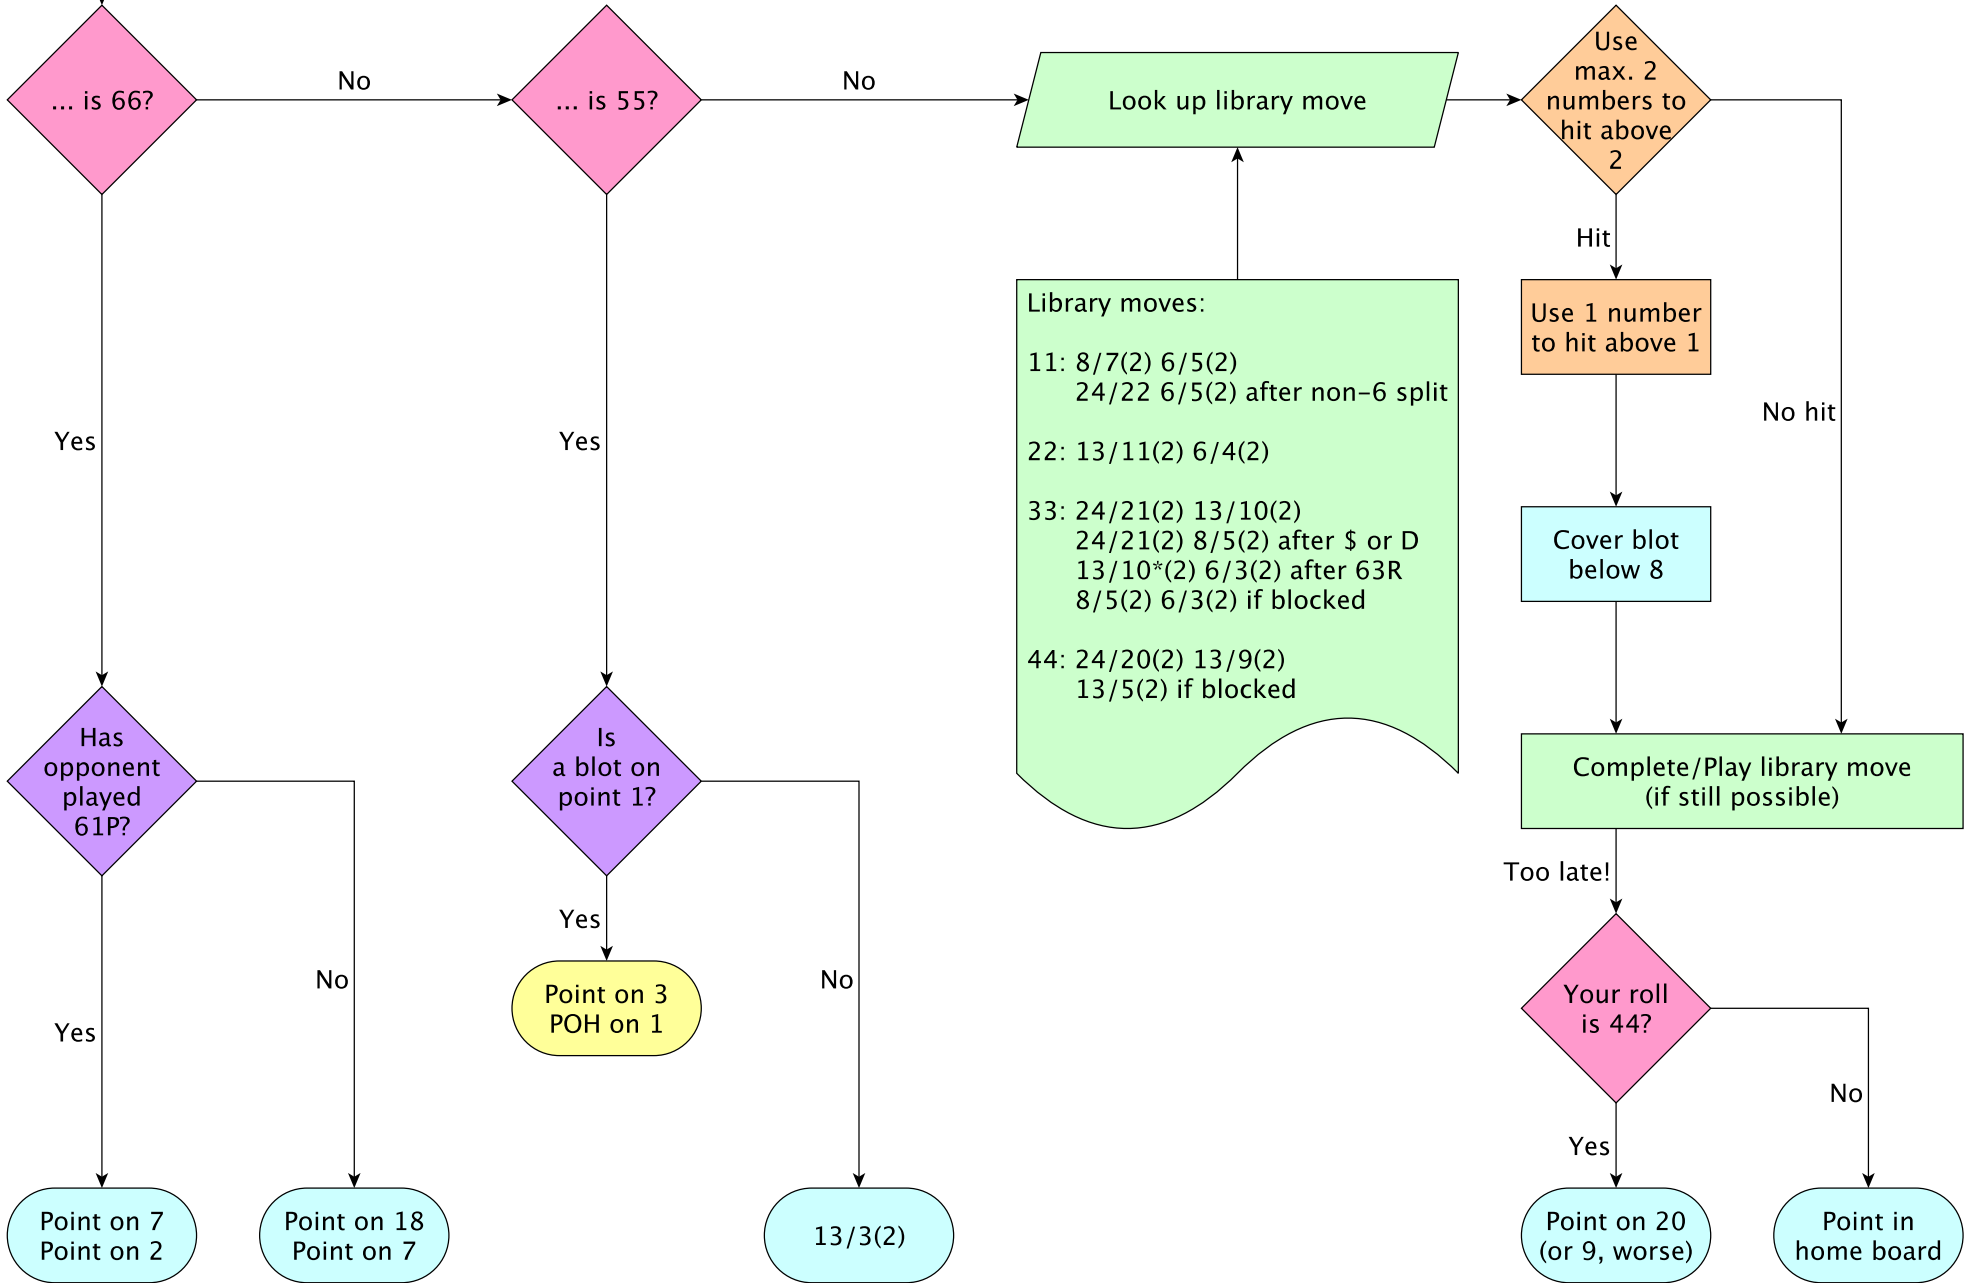 ... is 66?
No
... is 55?
No
Look up library move
Use
max. 2
numbers to
hit above
2
Hit
No hit
Use 1 number
to hit above 1
Library moves:
11: 8/7(2) 6/5(2)
24/22 6/5(2) after non-6 split
22: 13/11(2) 6/4(2)
33: 24/21(2) 13/10(2)
24/21(2) 8/5(2) after $ or D
13/10*(2) 6/3(2) after 63R
8/5(2) 6/3(2) if blocked
44: 24/20(2) 13/9(2)
13/5(2) if blocked
Yes
Yes
Cover blot
below 8
Has
opponent
played
61P?
Is
a blot on
point 1?
Complete/Play library move
(if still possible)
Too late!
Yes
No
Yes
No
Point on 3
POH on 1
Your roll
is 44?
Yes
No
Point on 7
Point on 2
Point on 18
Point on 7
13/3(2)
Point on 20
(or 9, worse)
Point in
home board